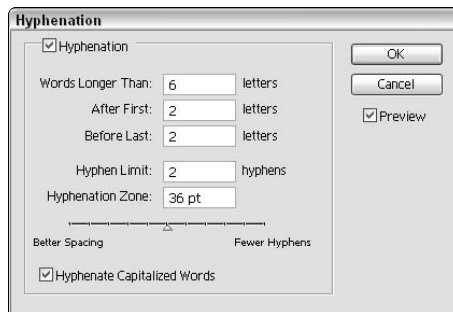 Hyphenation
Hyphenation
Words Longer Than: 6 letters
After First: 2 letters
Before Last: 2 letters
Hyphen Limit: 2 hyphens
Hyphenation Zone: 36 pt
Better Spacing Fewer Hyphens
Hyphenate Capitalized Words
OK
Cancel
Preview